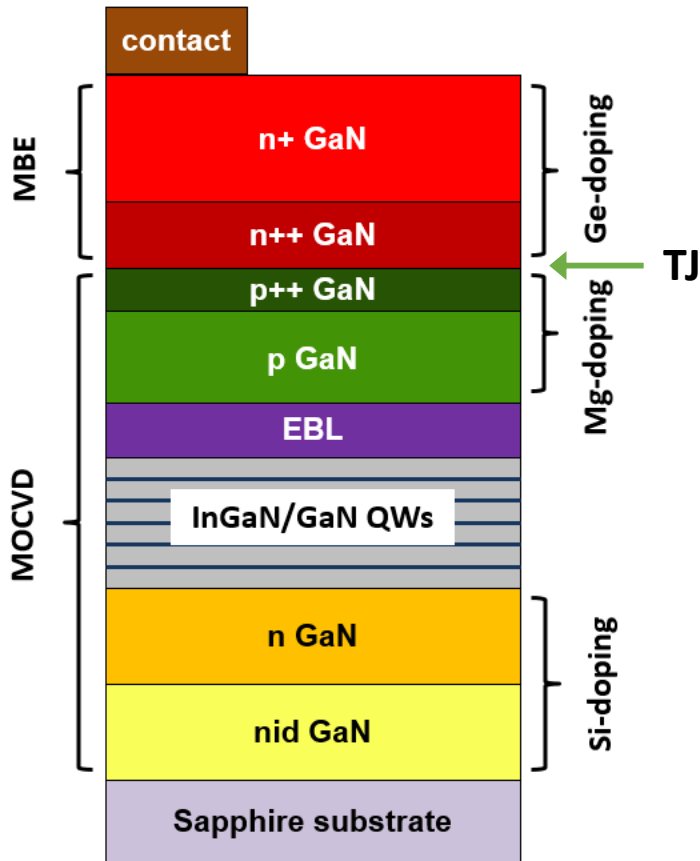 contact
MBE
n+ GaN
Ge-doping
n++ GaN
TJ
p++ GaN
Mg-doping
p GaN
EBL
MOCVD
InGaN/GaN QWs
n GaN
Si-doping
nid GaN
Sapphire substrate